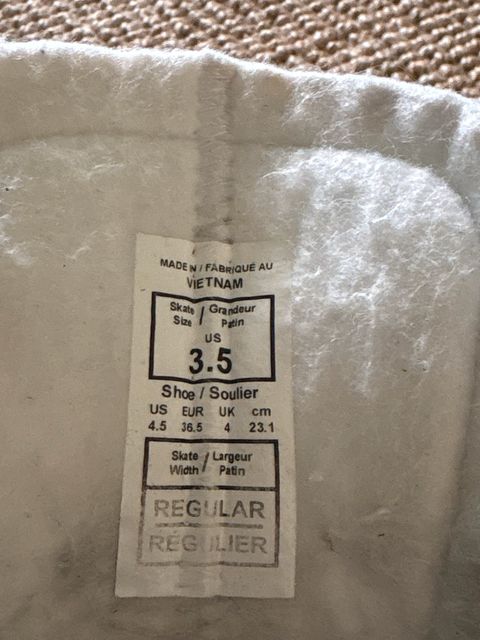 MADE IN / FABRIQUÉ AU
VIETNAM
Skate Size / Grandeur Patin
US
3.5
Shoe / Soulier
US EUR UK cm
4.5 36.5 4 23.1
Skate Width / Largeur Patin
REGULAR
RÉGULIER